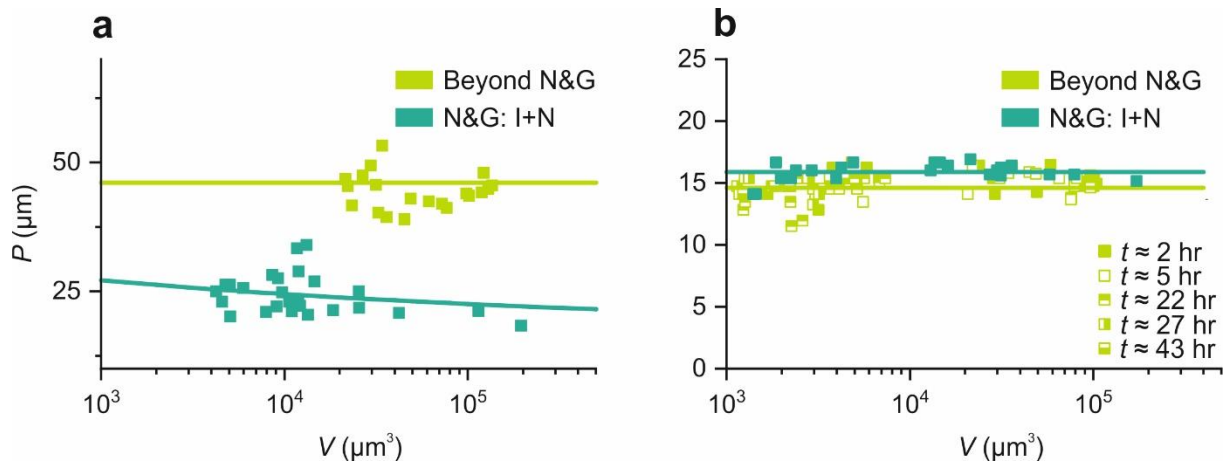 a
Beyond N&G
N&G: I+N
50
25
P (μm)
10³ 10⁴ 10⁵
V (μm³)
b
Beyond N&G
N&G: I+N
25
20
15
10
5
0
t ≈ 2 hr
t ≈ 5 hr
t ≈ 22 hr
t ≈ 27 hr
t ≈ 43 hr
10³ 10⁴ 10⁵
V (μm³)